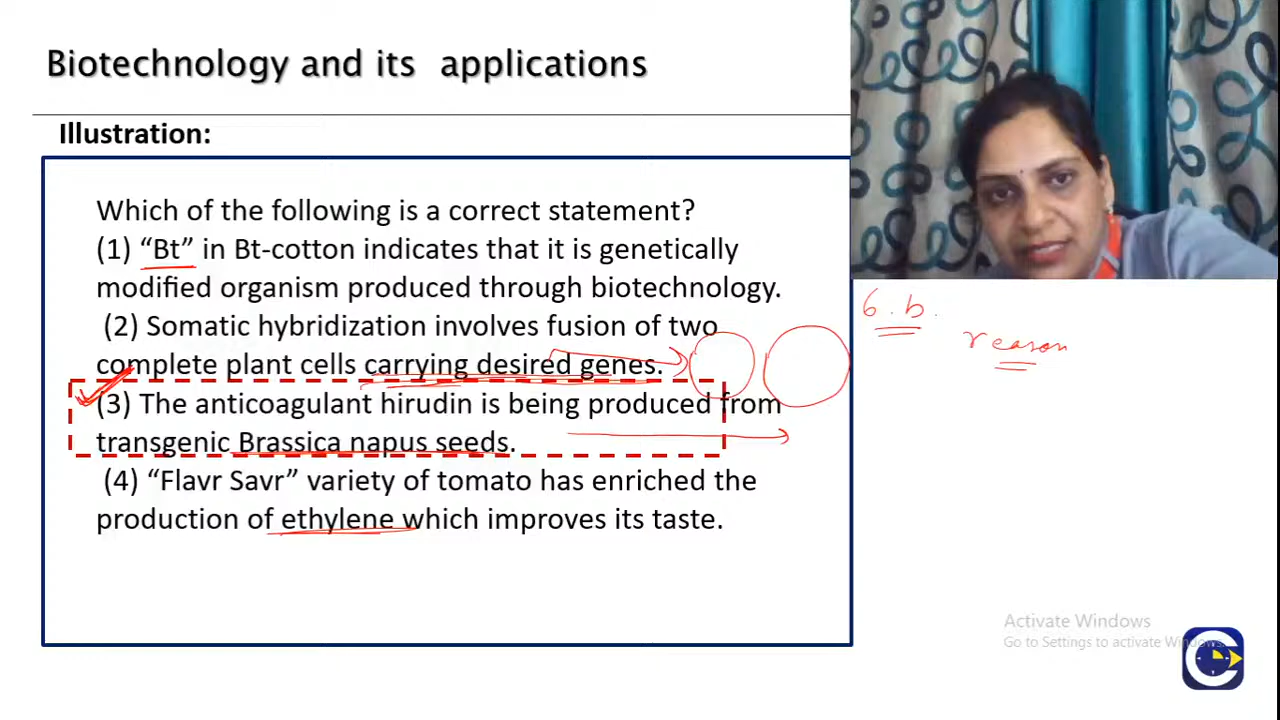 Biotechnology and its applications
Illustration:
Which of the following is a correct statement?
(1) “Bt” in Bt-cotton indicates that it is genetically
modified organism produced through biotechnology.
(2) Somatic hybridization involves fusion of two
complete plant cells carrying desired genes.
(3) The anticoagulant hirudin is being produced from
transgenic Brassica napus seeds.
(4) “Flavr Savr” variety of tomato has enriched the
production of ethylene which improves its taste.
6.b.
reason
Activate Windows
Go to Settings to activate Windows.